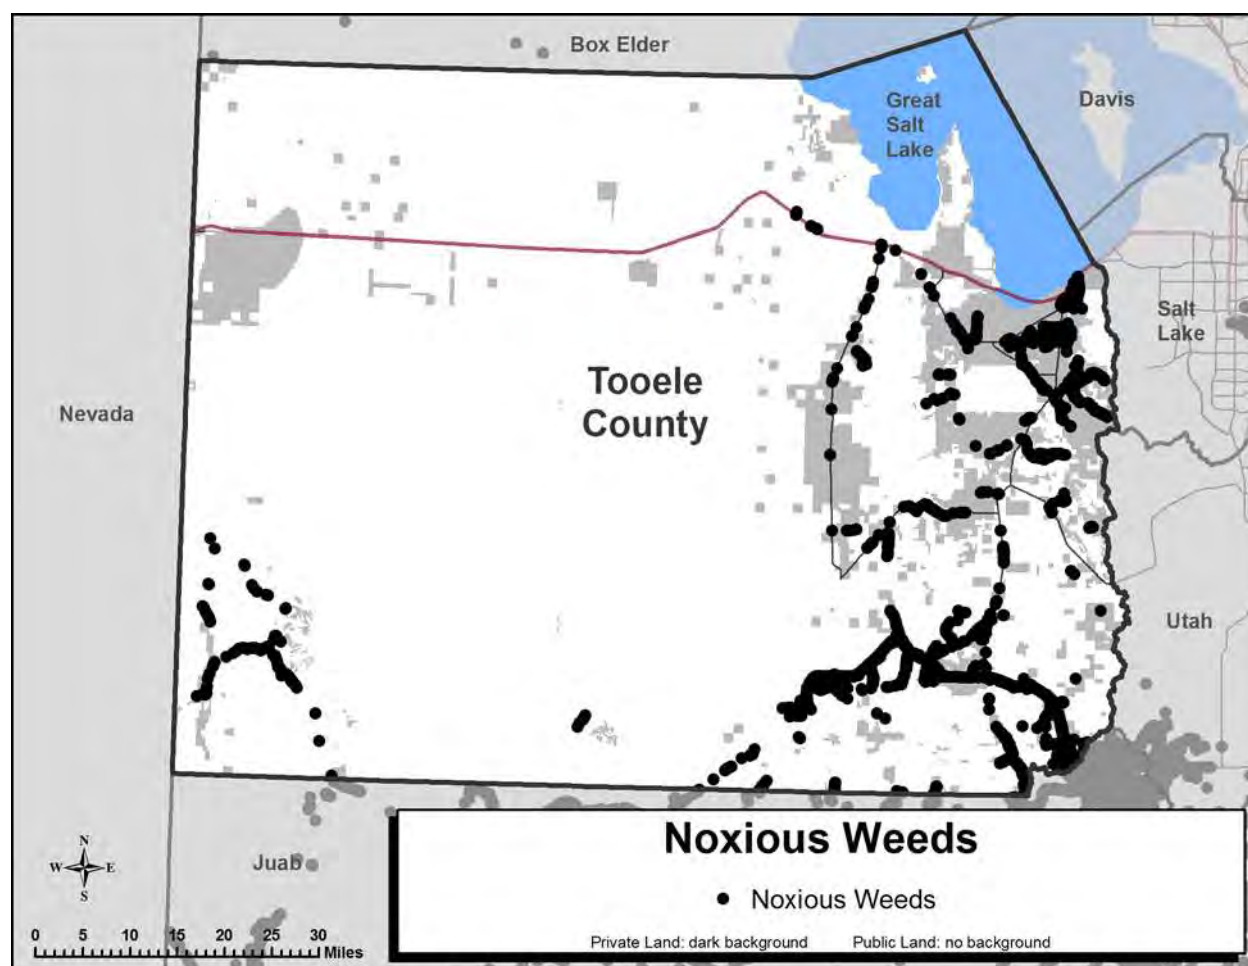 Box Elder
Great
Salt
Lake
Davis
Salt
Lake
Tooele
County
Nevada
Utah
Juab
N
W E
S
0 5 10 15 20 25 30
Miles
Noxious Weeds
Noxious Weeds
Private Land: dark background Public Land: no background